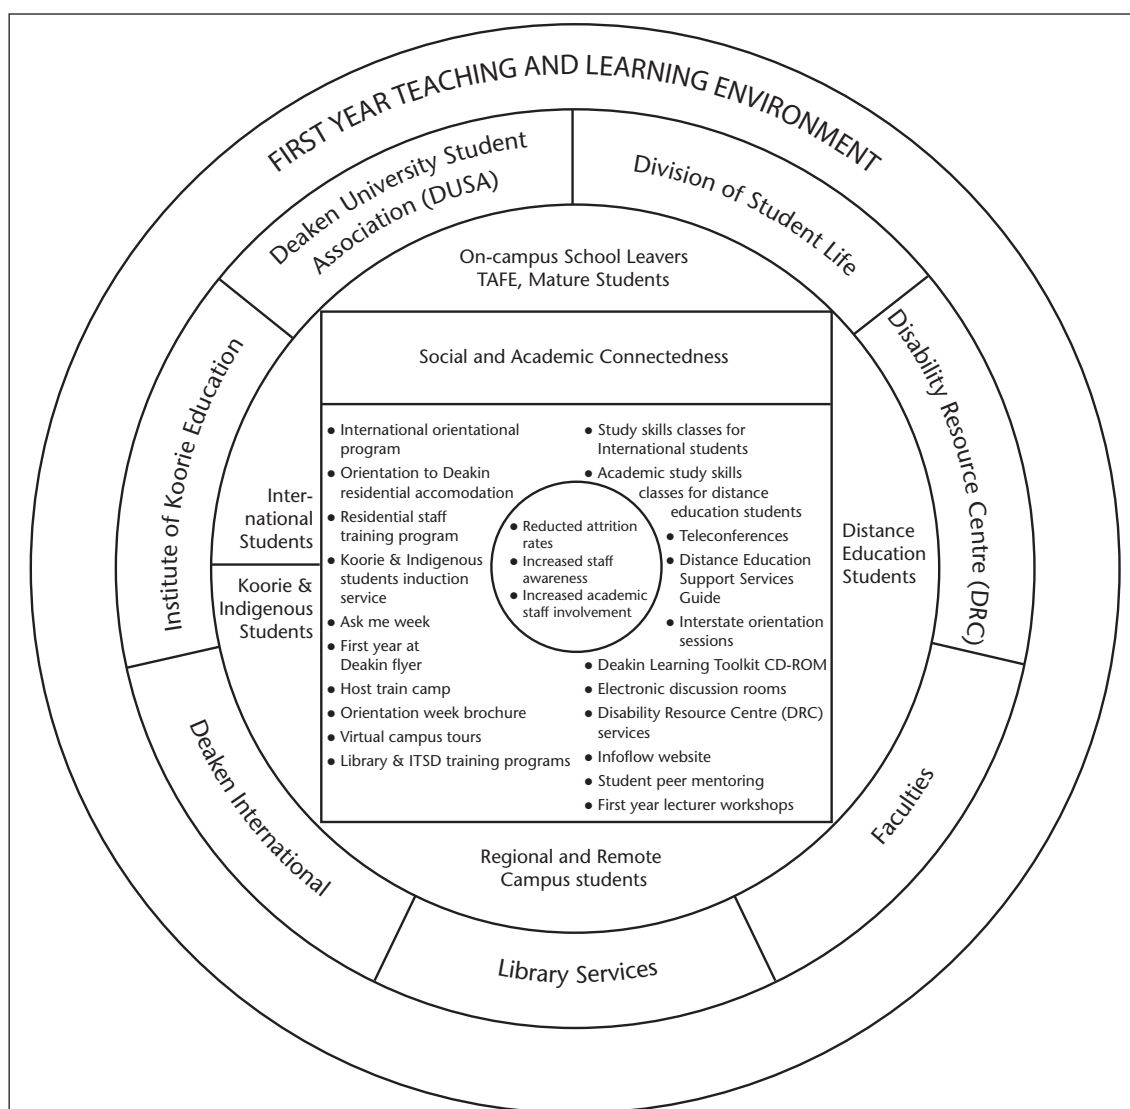 FIRST YEAR TEACHING AND LEARNING ENVIRONMENT
Deaken University Student
Association (DUSA)
Division of Student Life
Disability Resource Centre (DRC)
Faculties
Library Services
Deaken International
Institute of Koorie Education
On-campus School Leavers
TAFE, Mature Students
Inter-
national
Students
Koorie &
Indigenous
Students
Distance
Education
Students
Regional and Remote
Campus students
Social and Academic Connectedness
● International orientational
program
● Orientation to Deakin
residential accomodation
● Residential staff
training program
● Koorie & Indigenous
students induction
service
● Ask me week
● First year at
Deakin flyer
● Host train camp
● Orientation week brochure
● Virtual campus tours
● Library & ITSD training programs
● Reducted attrition
rates
● Increased staff
awareness
● Increased academic
staff involvement
● Study skills classes for
International students
● Academic study skills
classes for distance
education students
● Teleconferences
● Distance Education
Support Services
Guide
● Interstate orientation
sessions
● Deakin Learning Toolkit CD-ROM
● Electronic discussion rooms
● Disability Resource Centre (DRC)
services
● Infoflow website
● Student peer mentoring
● First year lecturer workshops